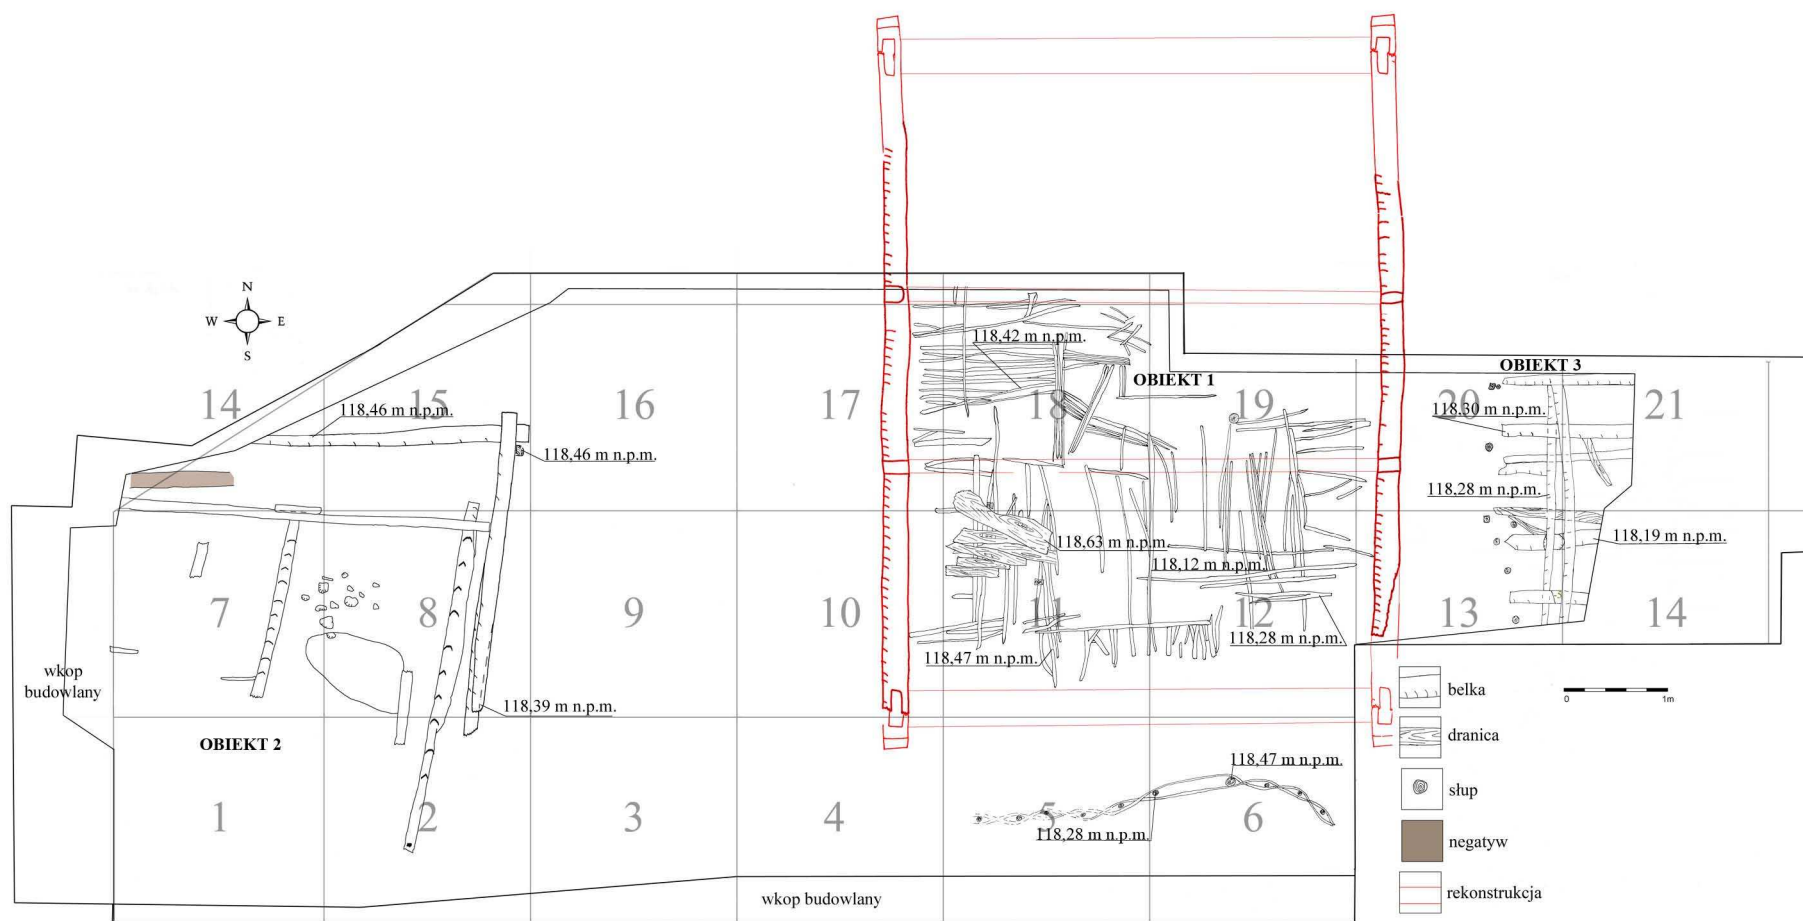 N
W E
S
OBIEKT 3
118,42 m n.p.m.
OBIEKT 1
14
15
16
17
18
19
20
21
118,46 m n.p.m.
118,30 m n.p.m.
118,46 m n.p.m.
118,28 m n.p.m.
118,63 m n.p.m.
118,19 m n.p.m.
118,12 m n.p.m.
7
8
9
10
11
12
13
14
118,28 m n.p.m.
118,47 m n.p.m.
wkop
budowlany
118,39 m n.p.m.
OBIEKT 2
118,47 m n.p.m.
1
2
3
4
5
6
118,28 m n.p.m.
wkop budowlany
belka
0 1m
dranica
słup
negatyw
rekonstrukcja